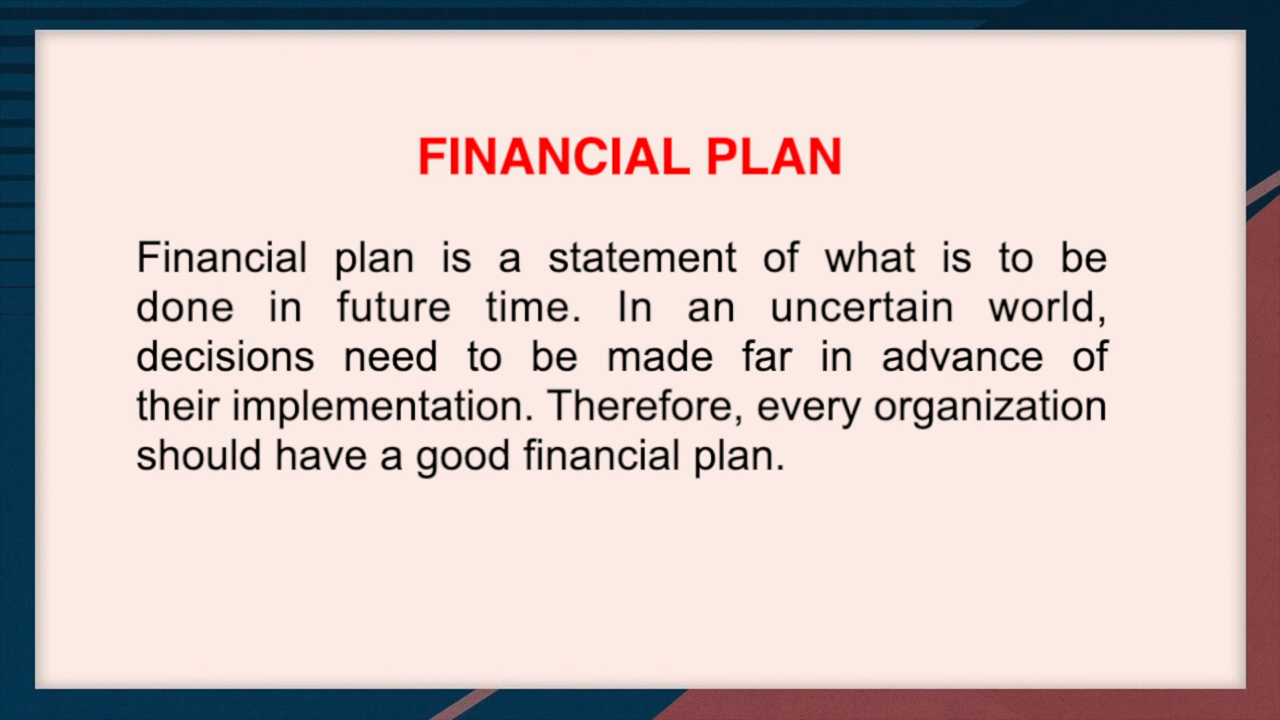 FINANCIAL PLAN
Financial plan is a statement of what is to be
done in future time. In an uncertain world,
decisions need to be made far in advance of
their implementation. Therefore, every organization
should have a good financial plan.